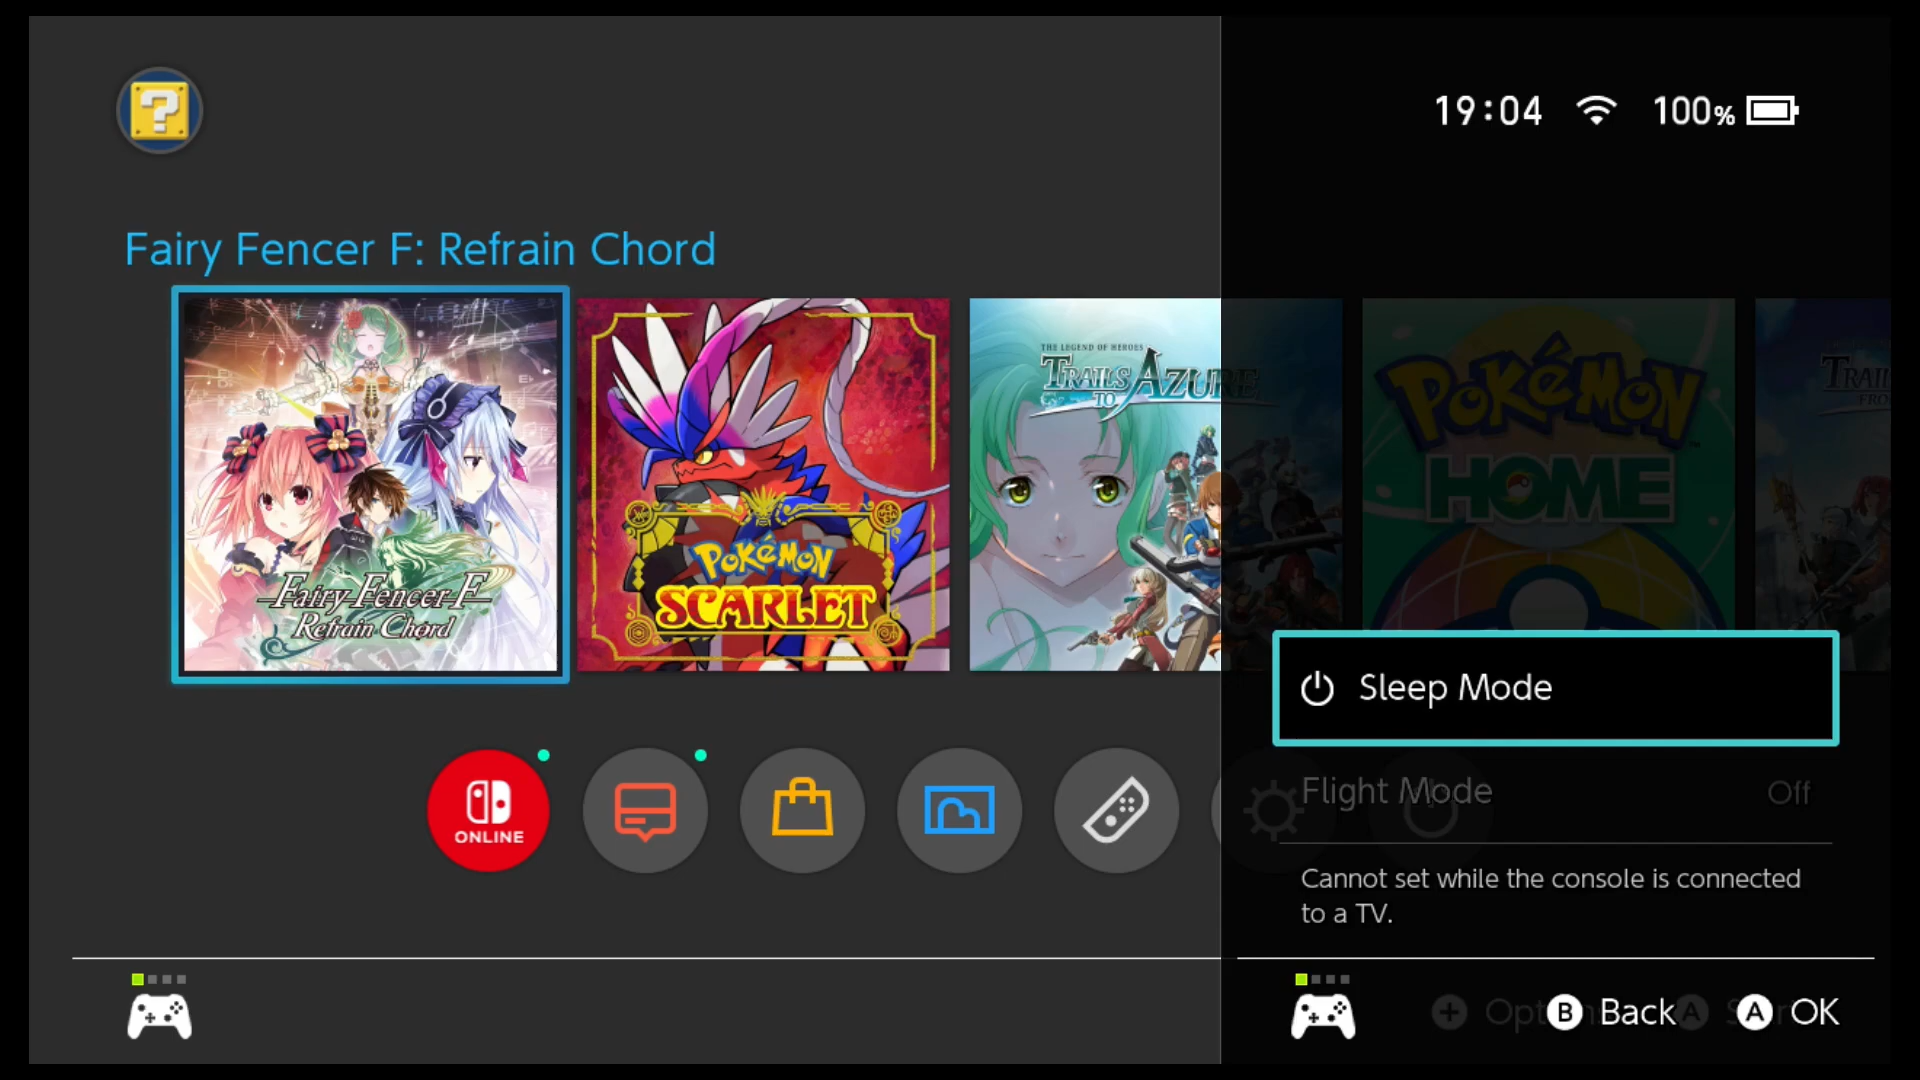 19:04 100%
Fairy Fencer F: Refrain Chord
Fairy Fencer F
Refrain Chord
POKéMON
SCARLET
THE LEGEND OF HEROES
TRAILS TO AZURE
POKéMON
HOME
TRAIL
FRO
Sleep Mode
Flight Mode Off
Cannot set while the console is connected
to a TV.
ONLINE
B Back A OK